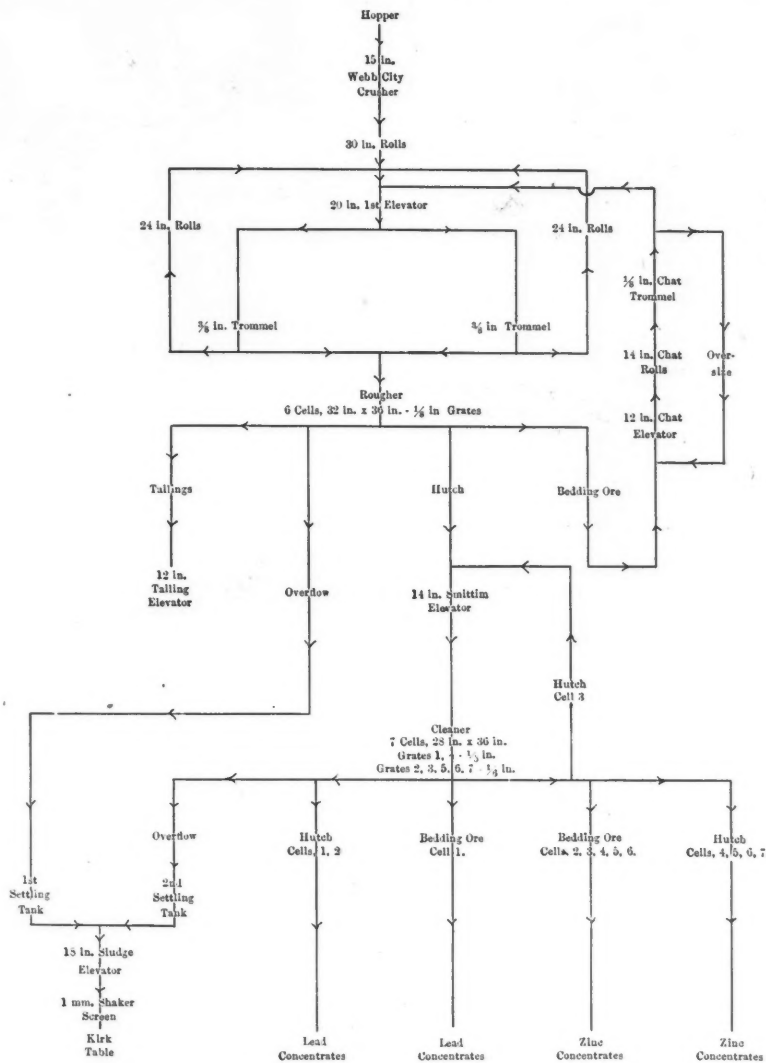 Hopper
15 in.
Webb City
Crusher
30 in. Rolls
20 in. 1st Elevator
24 in. Rolls
24 in. Rolls
⅛ in. Chat
Trommel
⅜ in. Trommel
⅜ in Trommel
14 in. Chat
Rolls
Over-
size
Rougher
6 Cells, 32 in. x 36 in. - ⅛ in Grates
12 in. Chat
Elevator
Tailings
Hutch
Bedding Ore
12 in.
Tailing
Elevator
Overflow
14 in. Smittim
Elevator
Hutch
Cell 3
Cleaner
7 Cells, 28 in. x 36 in.
Grates 1, - ⅕ in.
Grates 2, 3, 5, 6, 7 - ⅙ in.
Overflow
Hutch
Cells, 1, 2
Bedding Ore
Cell 1.
Bedding Ore
Cells, 2, 3, 4, 5, 6.
Hutch
Cells, 4, 5, 6, 7
1st
Settling
Tank
2nd
Settling
Tank
18 in. Sludge
Elevator
1 mm. Shaker
Screen
Kirk
Table
Lead
Concentrates
Lead
Concentrates
Zinc
Concentrates
Zinc
Concentrates